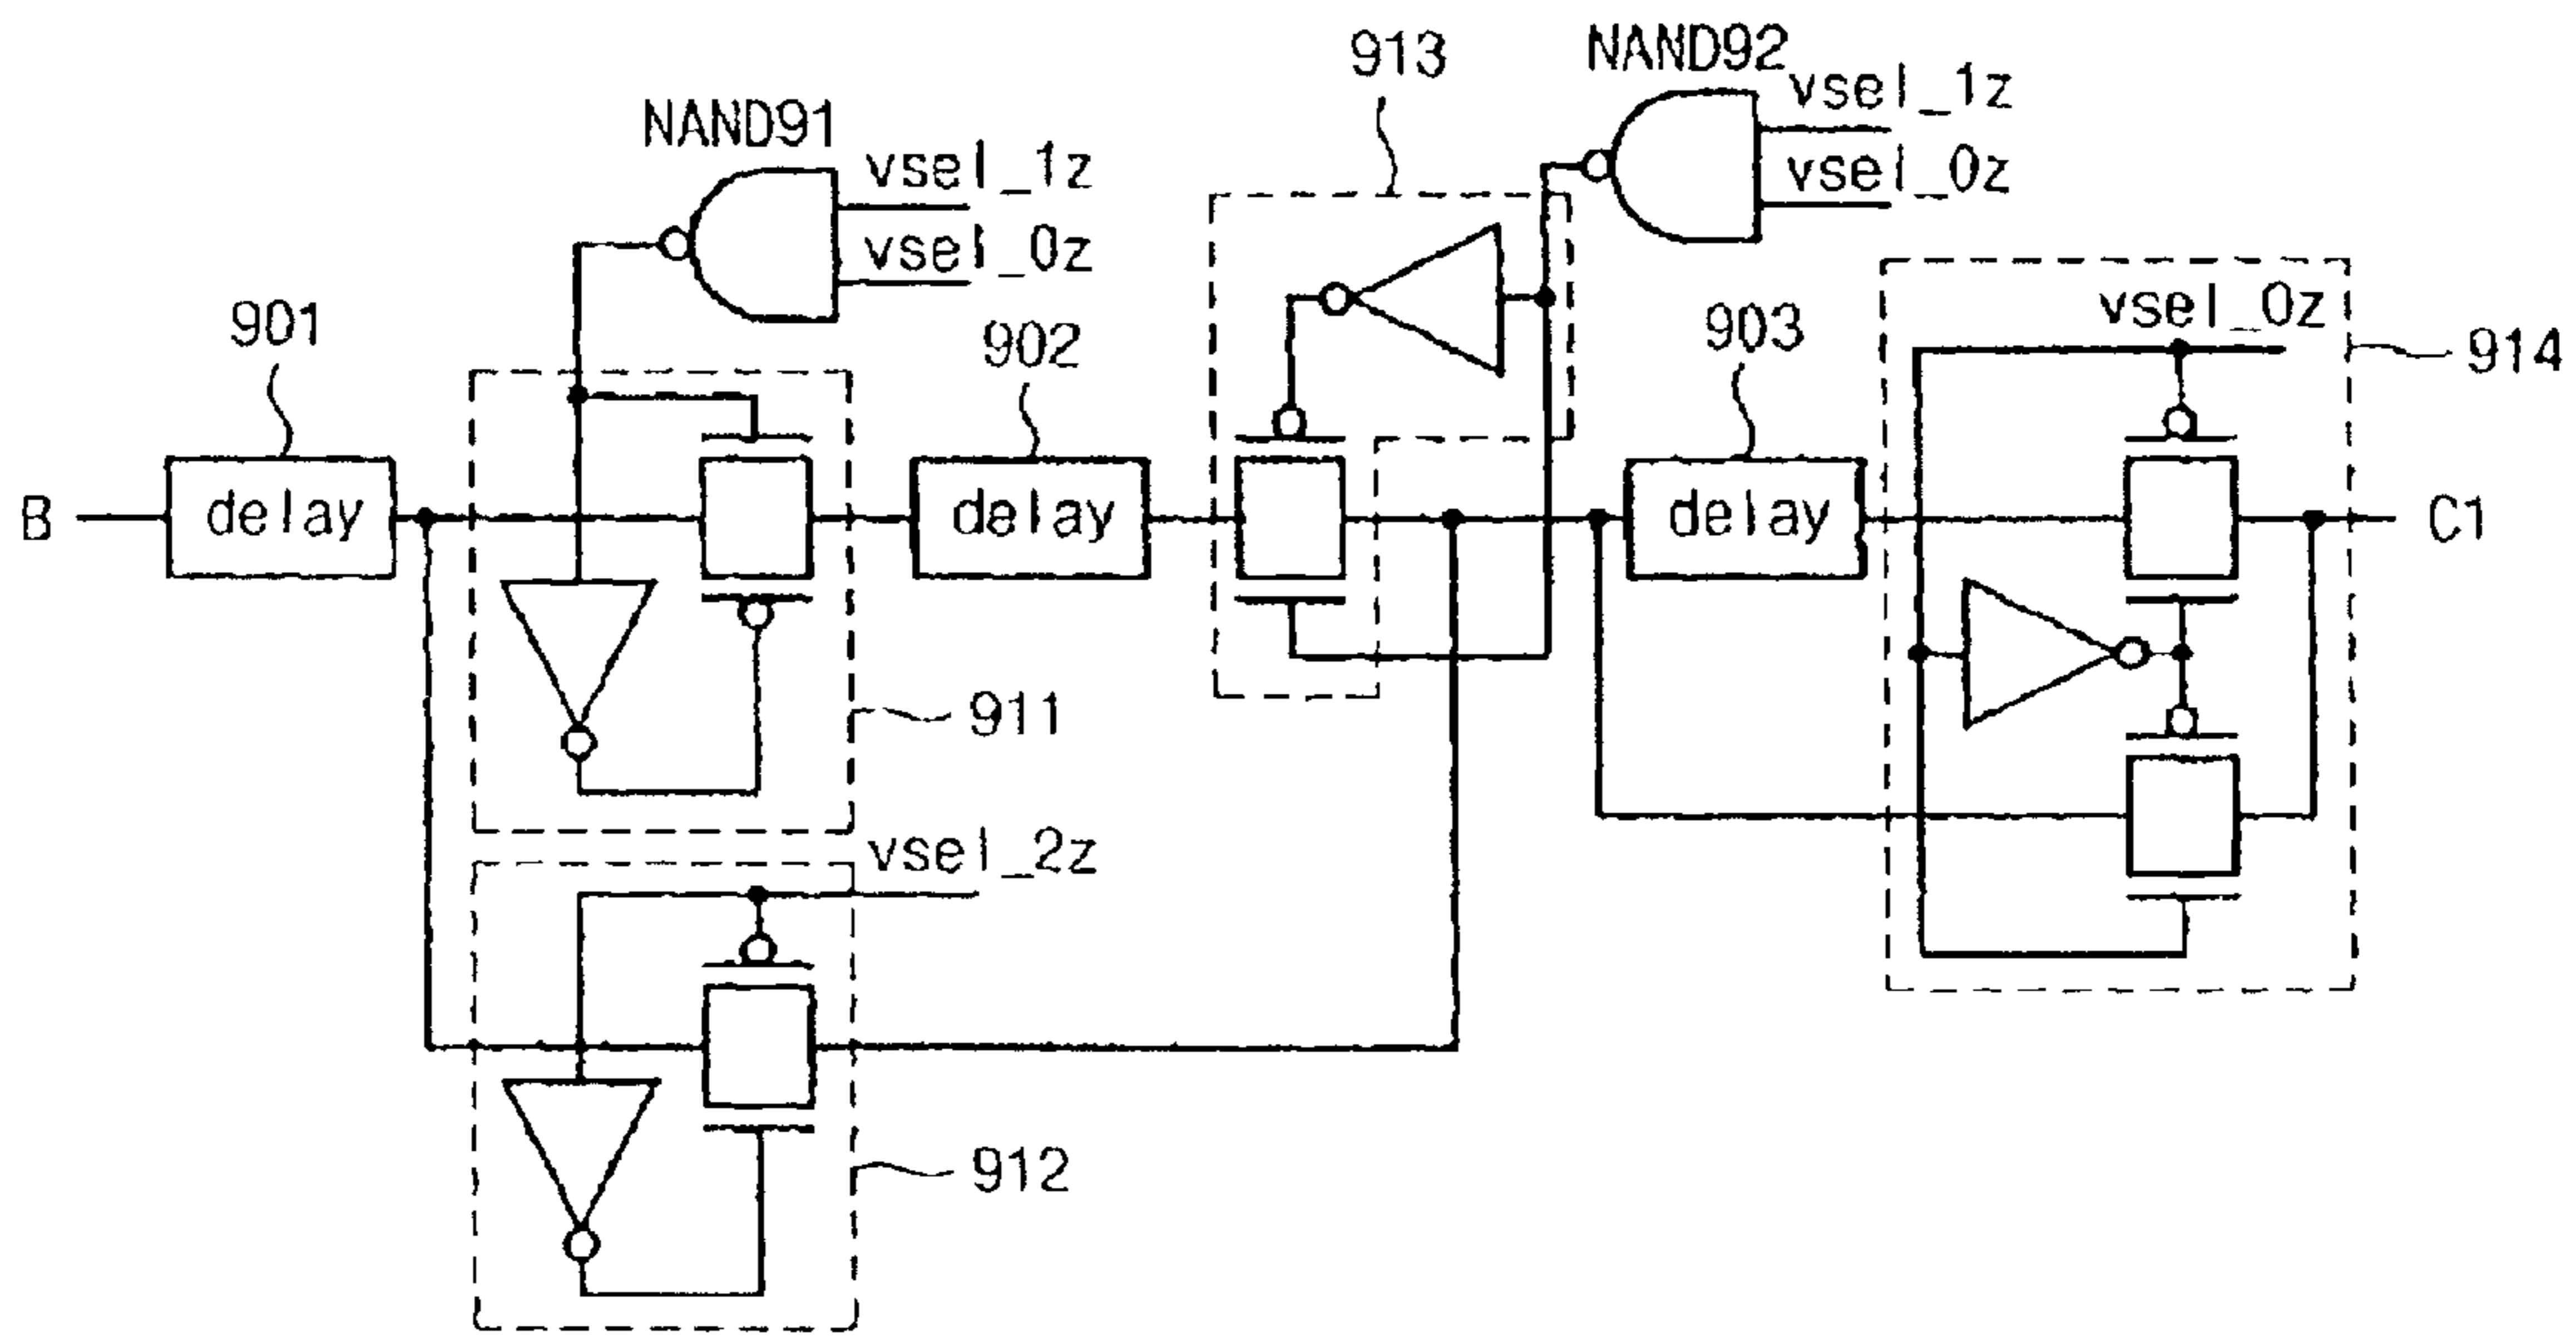 913
NAND92
vsel_1z
vsel_0z
NAND91
vsel_1z
vsel_0z
901
902
903
vsel_0z
914
B
delay
delay
delay
C1
911
vsel_2z
912